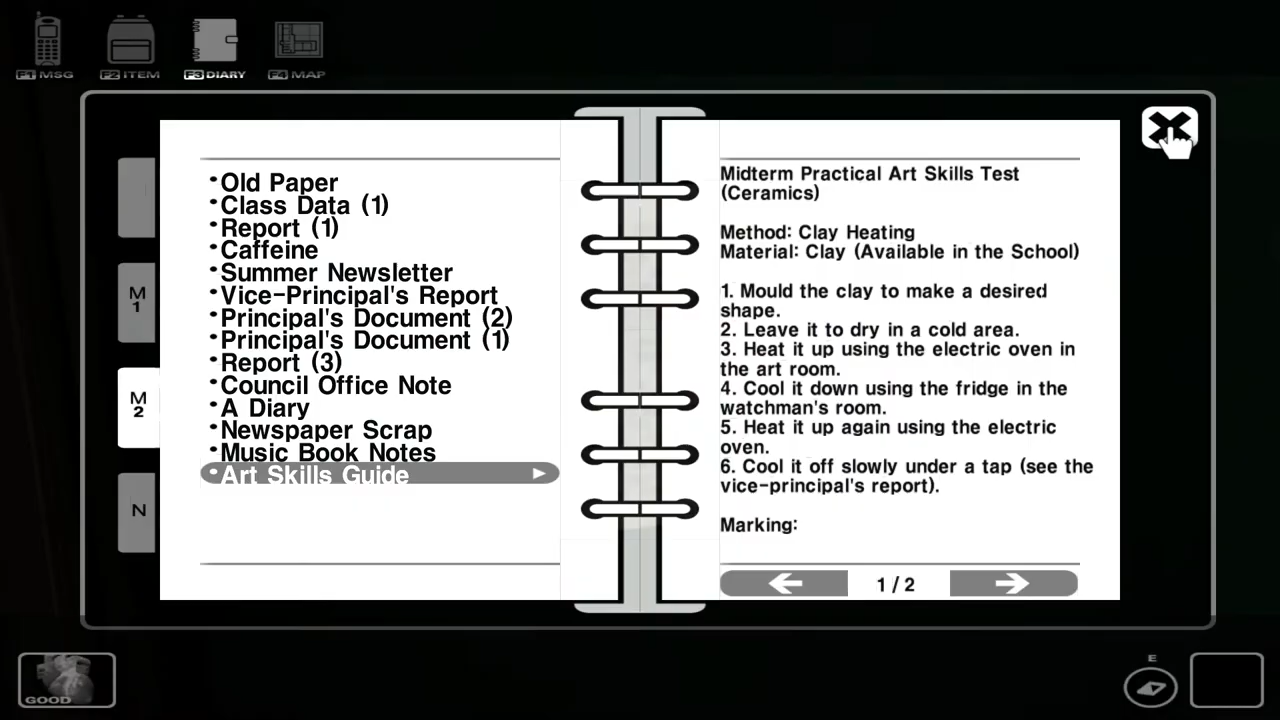 F1 MSG
F2 ITEM
F3 DIARY
F4 MAP
M
1
M
2
N
•Old Paper
•Class Data (1)
•Report (1)
•Caffeine
•Summer Newsletter
•Vice-Principal's Report
•Principal's Document (2)
•Principal's Document (1)
•Report (3)
•Council Office Note
•A Diary
•Newspaper Scrap
•Music Book Notes
•Art Skills Guide
Midterm Practical Art Skills Test
(Ceramics)
Method: Clay Heating
Material: Clay (Available in the School)
1. Mould the clay to make a desired
shape.
2. Leave it to dry in a cold area.
3. Heat it up using the electric oven in
the art room.
4. Cool it down using the fridge in the
watchman's room.
5. Heat it up again using the electric
oven.
6. Cool it off slowly under a tap (see the
vice-principal's report).
Marking:
1/2
GOOD
E